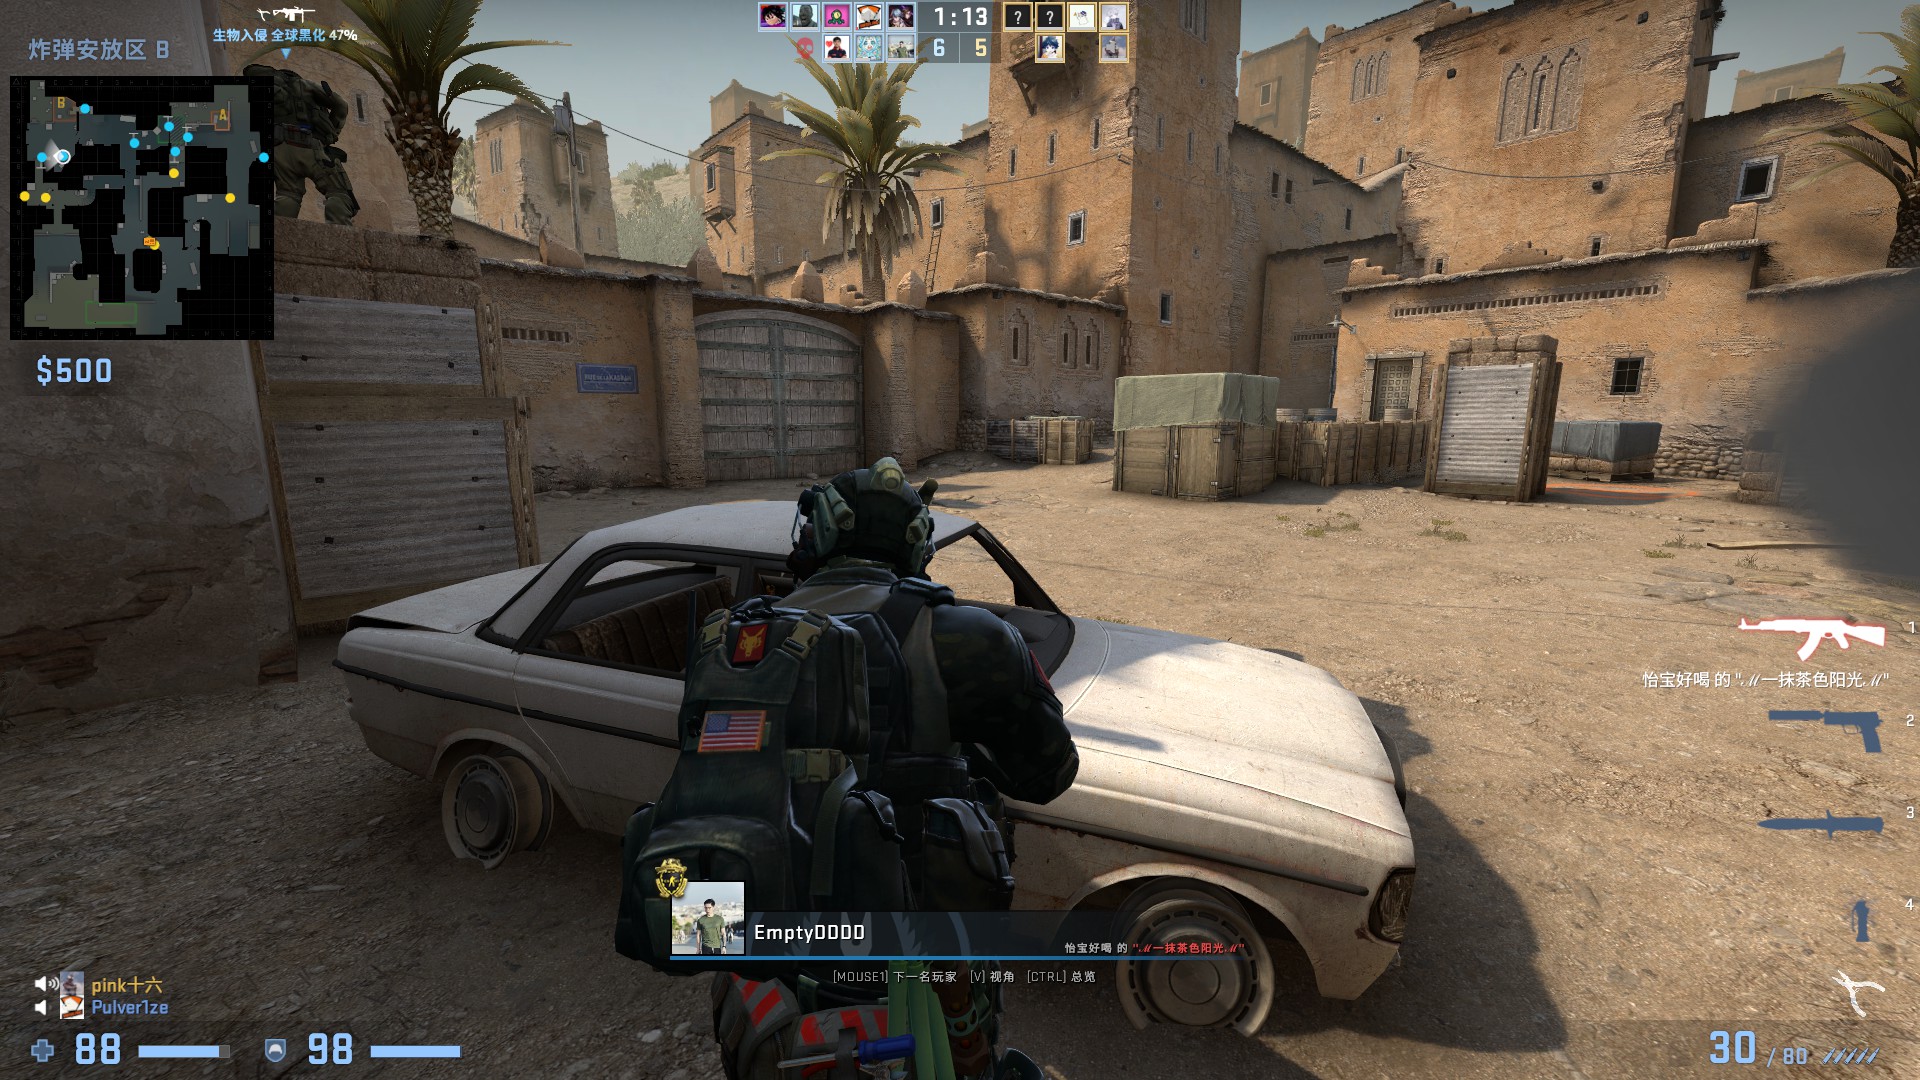 生物入侵 全球黑化 47%
炸弹安放区 B
1:13
? ?
6 5
B
A
$500
1
怡宝好喝 的 ".〃一抹茶色阳光.〃"
2
3
4
EmptyDDDD
怡宝好喝 的 ".〃一抹茶色阳光.〃"
[MOUSE1] 下一名玩家 [V] 视角 [CTRL] 总览
pink十六
Pulver1ze
88
98
30 / 80